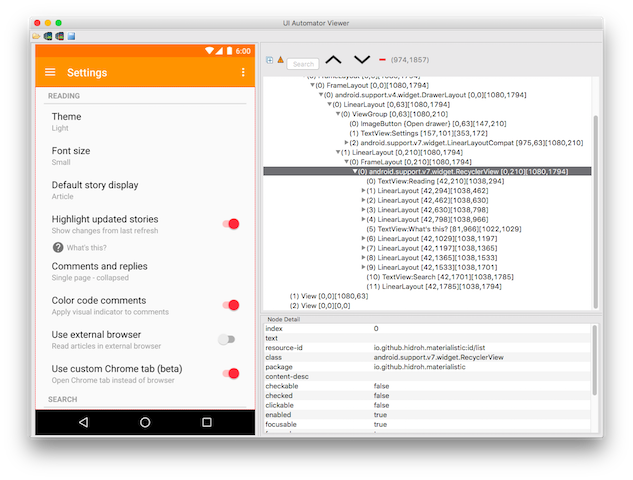 UI Automator Viewer
6:00
Settings
READING
Theme
Light
Font size
Small
Default story display
Article
Highlight updated stories
Show changes from last refresh
What's this?
Comments and replies
Single page - collapsed
Color code comments
Apply visual indicator to comments
Use external browser
Read articles in external browser
Use custom Chrome tab (beta)
Open Chrome tab instead of browser
SEARCH
Search
(974,1857)
(0) FrameLayout [0,0][1080,1794]
(0) FrameLayout [0,0][1080,1794]
(0) android.support.v4.widget.DrawerLayout [0,0][1080,1794]
(0) LinearLayout [0,63][1080,1794]
(0) ViewGroup [0,63][1080,210]
(0) ImageButton {Open drawer} [0,63][147,210]
(1) TextView:Settings [157,101][353,172]
(2) android.support.v7.widget.LinearLayoutCompat [975,63][1080,210]
(1) LinearLayout [0,210][1080,1794]
(0) FrameLayout [0,210][1080,1794]
(0) android.support.v7.widget.RecyclerView [0,210][1080,1794]
(0) TextView:Reading [42,210][1038,294]
(1) LinearLayout [42,294][1038,462]
(2) LinearLayout [42,462][1038,630]
(3) LinearLayout [42,630][1038,798]
(4) LinearLayout [42,798][1038,966]
(5) TextView:What's this? [81,966][1022,1029]
(6) LinearLayout [42,1029][1038,1197]
(7) LinearLayout [42,1197][1038,1365]
(8) LinearLayout [42,1365][1038,1533]
(9) LinearLayout [42,1533][1038,1701]
(10) TextView:Search [42,1701][1038,1785]
(11) LinearLayout [42,1785][1038,1794]
(1) View [0,0][1080,63]
(2) View [0,0][0,0]
Node Detail
index 0
text
resource-id io.github.hidroh.materialistic:id/list
class android.support.v7.widget.RecyclerView
package io.github.hidroh.materialistic
content-desc
checkable false
checked false
clickable false
enabled true
focusable true